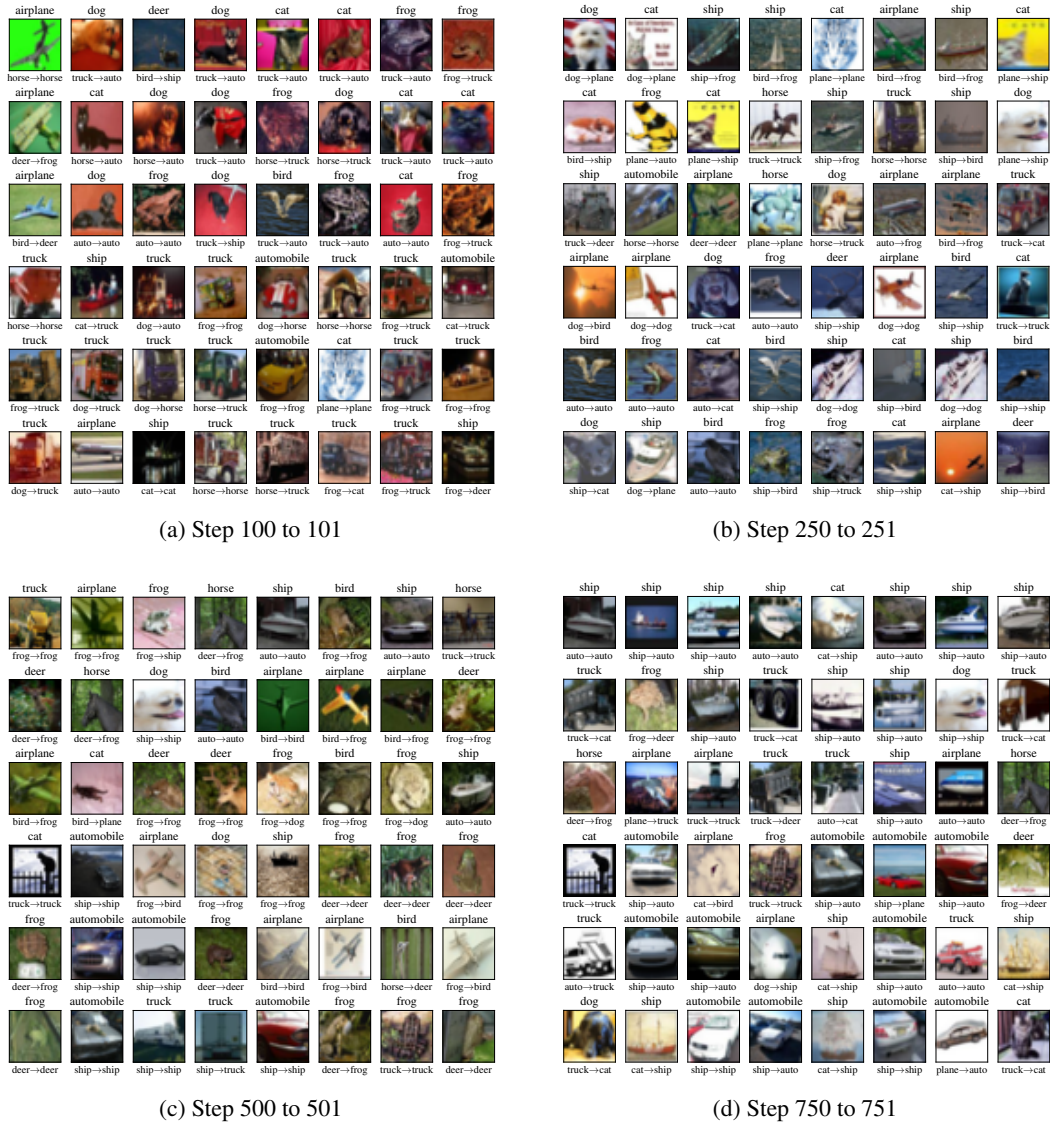 airplane dog deer dog cat cat frog frog
horse→horse truck→auto bird→ship truck→auto truck→auto truck→auto truck→auto frog→truck
airplane cat dog dog frog dog cat cat
deer→frog horse→auto horse→auto truck→auto horse→truck horse→auto truck→auto truck→auto
airplane dog frog dog bird frog cat frog
bird→deer auto→auto auto→auto truck→ship truck→auto truck→auto auto→auto frog→truck
truck ship truck truck automobile truck truck automobile
horse→horse cat→truck dog→auto frog→frog dog→horse horse→horse frog→truck cat→truck
truck truck truck truck automobile cat truck truck
frog→truck dog→truck dog→horse horse→truck frog→frog plane→plane frog→truck frog→frog
truck airplane ship truck truck truck truck ship
dog→truck auto→auto cat→cat horse→horse horse→truck frog→cat frog→truck frog→deer
(a) Step 100 to 101
dog cat ship ship cat airplane ship cat
dog→plane dog→plane ship→frog bird→frog plane→plane bird→frog bird→frog plane→ship
cat frog cat horse ship truck ship dog
bird→ship plane→auto plane→ship truck→truck ship→frog horse→horse ship→bird plane→ship
ship automobile airplane horse dog airplane airplane truck
truck→deer horse→horse deer→deer plane→plane horse→truck auto→frog bird→frog truck→cat
airplane airplane dog frog deer airplane bird cat
dog→bird dog→dog truck→cat auto→auto ship→ship dog→dog ship→ship truck→truck
bird frog cat bird ship cat ship bird
auto→auto auto→auto auto→cat ship→ship dog→dog ship→bird dog→dog ship→ship
dog ship bird frog frog cat airplane deer
ship→cat dog→plane auto→auto ship→bird ship→truck ship→ship cat→ship ship→bird
(b) Step 250 to 251
truck airplane frog horse ship bird ship horse
frog→frog frog→frog frog→ship deer→frog auto→auto frog→frog auto→auto truck→truck
deer horse dog bird airplane airplane airplane deer
deer→frog deer→frog ship→ship auto→auto bird→bird bird→frog bird→frog frog→frog
airplane cat deer deer frog bird frog ship
bird→frog bird→plane frog→frog frog→frog frog→dog frog→frog frog→dog auto→auto
cat automobile airplane dog ship frog frog frog
truck→truck ship→ship frog→bird frog→frog frog→frog deer→deer deer→deer deer→deer
frog automobile automobile frog airplane airplane bird airplane
deer→frog ship→ship ship→ship deer→deer bird→bird frog→bird horse→deer frog→bird
frog automobile truck truck automobile frog frog frog
deer→deer ship→ship ship→ship ship→truck ship→ship deer→frog truck→truck deer→deer
(c) Step 500 to 501
ship ship ship ship cat ship ship ship
auto→auto ship→auto ship→auto auto→auto cat→ship auto→auto ship→auto ship→auto
truck frog ship truck ship ship dog truck
truck→cat frog→deer ship→auto truck→cat ship→auto ship→auto ship→ship truck→cat
horse airplane airplane truck truck ship airplane horse
deer→frog plane→truck truck→truck truck→deer auto→cat ship→auto auto→auto deer→frog
cat automobile airplane frog automobile automobile automobile deer
truck→truck ship→auto cat→bird truck→truck ship→auto ship→plane ship→auto frog→deer
truck automobile automobile airplane ship automobile truck ship
auto→truck ship→auto ship→auto dog→ship cat→ship ship→auto auto→auto cat→ship
dog ship automobile automobile ship automobile automobile cat
truck→cat cat→ship ship→ship ship→auto cat→ship ship→ship plane→auto truck→cat
(d) Step 750 to 751